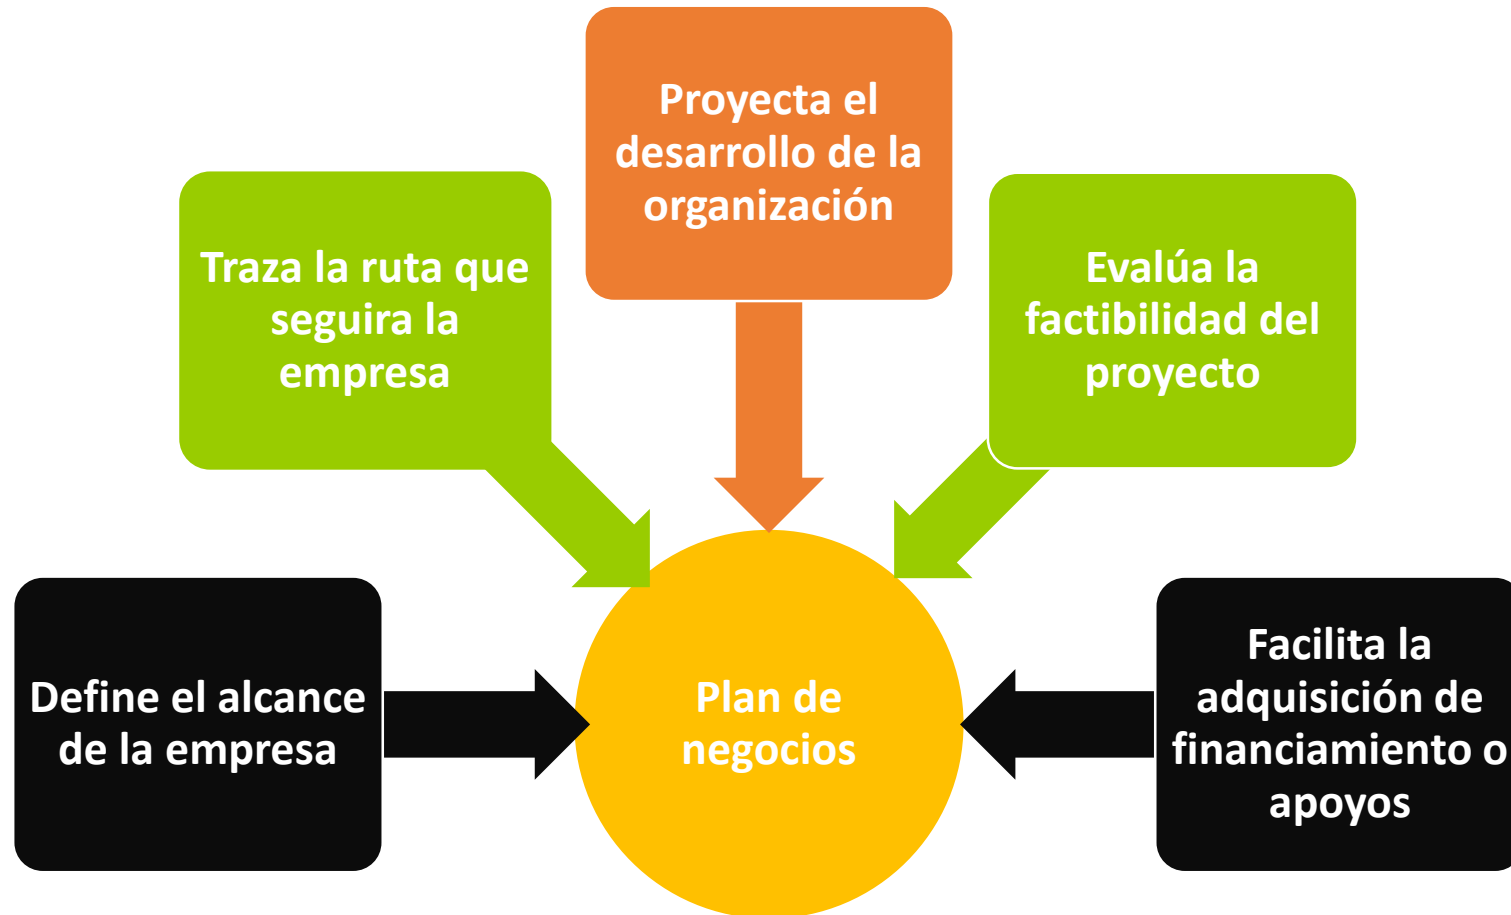 Proyecta el
desarrollo de la
organización
Traza la ruta que
seguira la
empresa
Evalúa la
factibilidad del
proyecto
Define el alcance
de la empresa
Plan de
negocios
Facilita la
adquisición de
financiamiento o
apoyos